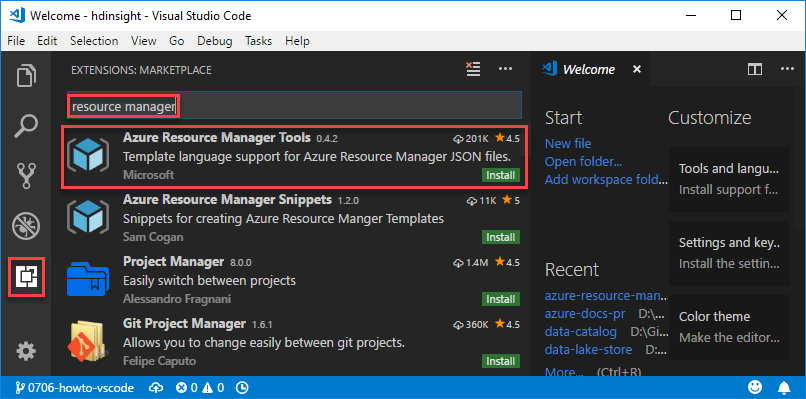 Welcome - hdinsight - Visual Studio Code
File Edit Selection View Go Debug Tasks Help
EXTENSIONS: MARKETPLACE
resource manager
Azure Resource Manager Tools 0.4.2 201K 4.5
Template language support for Azure Resource Manager JSON files.
Microsoft Install
Azure Resource Manager Snippets 1.2.0 11K 5
Snippets for creating Azure Resource Manger Templates
Sam Cogan Install
Project Manager 8.0.0 1.4M 4.5
Easily switch between projects
Alessandro Fragnani Install
Git Project Manager 1.6.1 360K 4.5
Allows you to change easily between git projects.
Felipe Caputo Install
Welcome
Start
New file
Open folder...
Add workspace fold...
Recent
azure-resource-man...
azure-docs-pr D:\...
data-catalog D:\Gi...
data-lake-store D:...
More... (Ctrl+R)
Customize
Tools and langu...
Install support f...
Settings and key..
Install the settin...
Color theme
Make the editor...
0706-howto-vscode 0 0